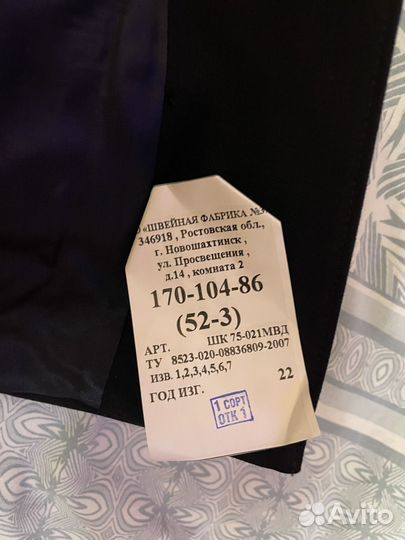 «ШВЕЙНАЯ ФАБРИКА
346918 , Ростовская обл.,
г. Новошахтинск ,
ул. Просвещения ,
д.14 , комната 2
170-104-86
(52-3)
АРТ. ШК 75-021МВД
ТУ 8523-020-08836809-2007
ИЗВ. 1,2,3,4,5,6,7
ГОД ИЗГ. 22
1 СОРТ
ОТК 1
Avito